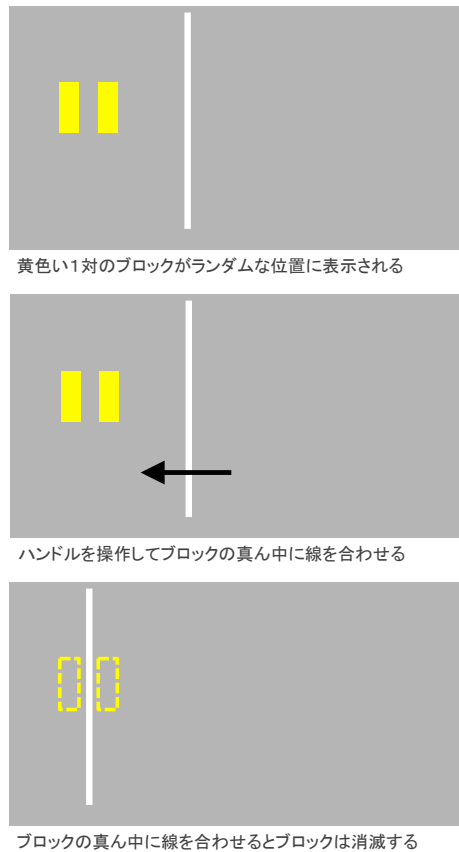 黄色い１対のブロックがランダムな位置に表示される
ハンドルを操作してブロックの真ん中に線を合わせる
ブロックの真ん中に線を合わせるとブロックは消滅する